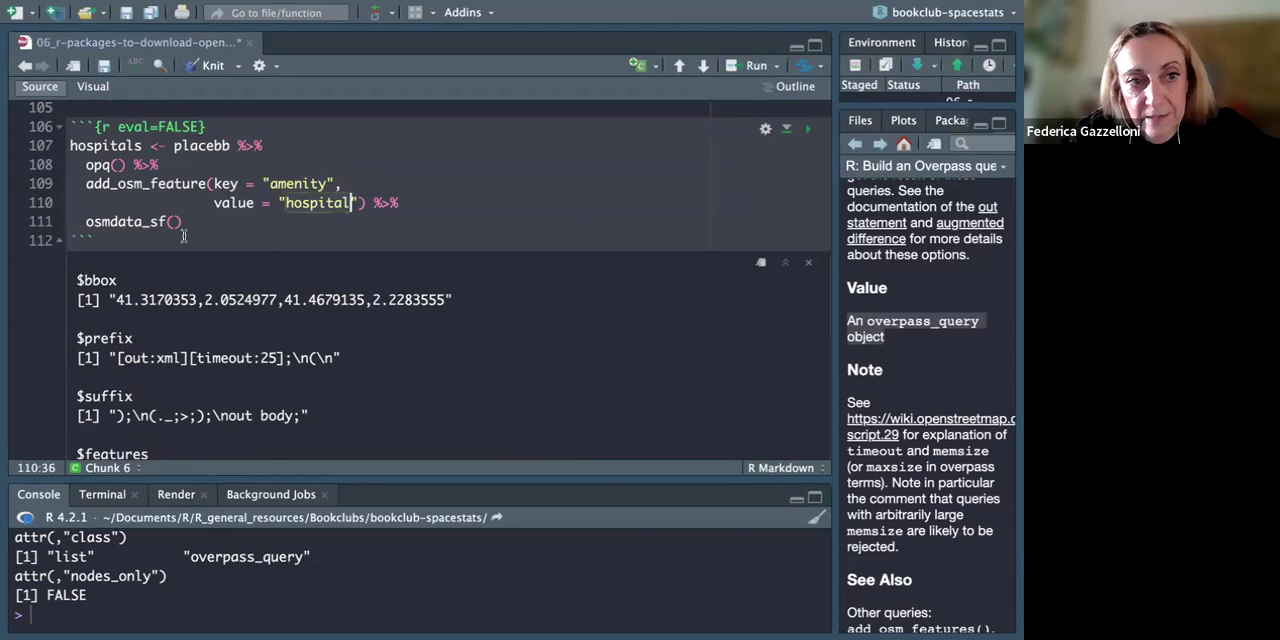 Go to file/function
Addins
bookclub-spacestats
06_r-packages-to-download-open...*
Knit
Run
Source
Visual
Outline
105
106 ```{r eval=FALSE}
107 hospitals <- placebb %>%
108 opq() %>%
109 add_osm_feature(key = "amenity",
110 value = "hospital") %>%
111 osmdata_sf()
112 ```
$bbox
[1] "41.3170353,2.0524977,41.4679135,2.2283555"
$prefix
[1] "[out:xml][timeout:25];\n(\n"
$suffix
[1] ");\n(._;>;);\nout body;"
$features
110:36
Chunk 6
R Markdown
Console
Terminal
Render
Background Jobs
R 4.2.1 · ~/Documents/R/R_general_resources/Bookclubs/bookclub-spacestats/
attr(,"class")
[1] "list" "overpass_query"
attr(,"nodes_only")
[1] FALSE
>
Environment
Histor
Staged
Status
Path
Files
Plots
Packa
R: Build an Overpass que
queries. See the
documentation of the out
statement and augmented
difference for more details
about these options.
Value
An overpass_query
object
Note
See
https://wiki.openstreetmap.o
script.29 for explanation of
timeout and memsize
(or maxsize in overpass
terms). Note in particular
the comment that queries
with arbitrarily large
memsize are likely to be
rejected.
See Also
Other queries:
add_osm_features(),
Federica Gazzelloni